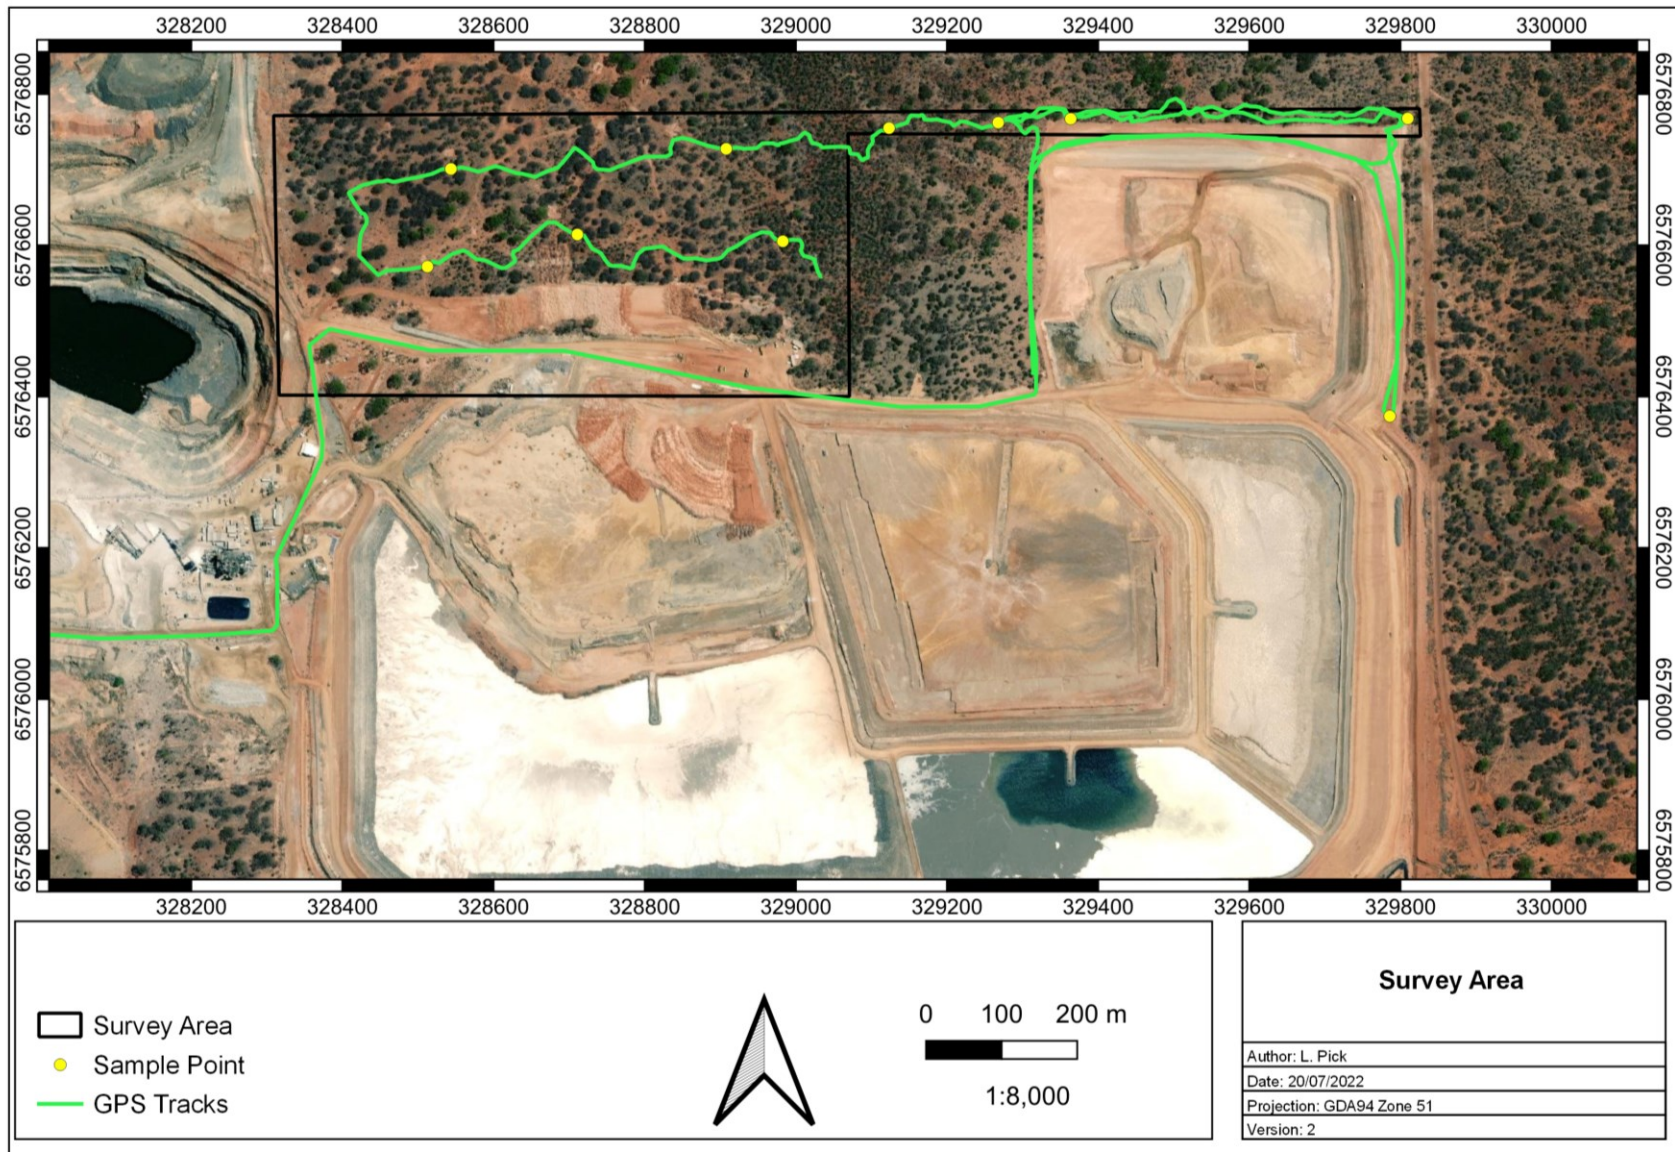 328200 328400 328600 328800 329000 329200 329400 329600 329800 330000
6576800 6576800
6576600 6576600
6576400 6576400
6576200 6576200
6576000 6576000
6575800 6575800
328200 328400 328600 328800 329000 329200 329400 329600 329800 330000
Survey Area
Sample Point
GPS Tracks
0 100 200 m
1:8,000
Survey Area
Author: L. Pick
Date: 20/07/2022
Projection: GDA94 Zone 51
Version: 2